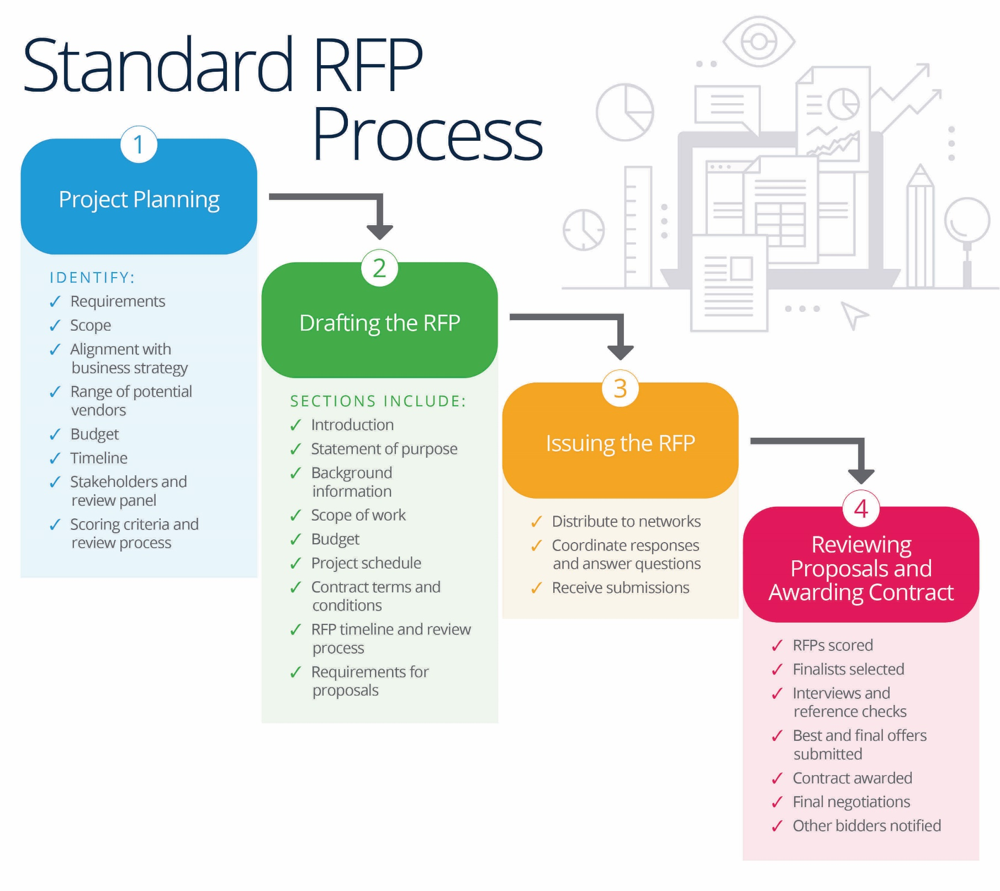 Standard RFP
Process
1
Project Planning
IDENTIFY:
✓ Requirements
✓ Scope
✓ Alignment with
business strategy
✓ Range of potential
vendors
✓ Budget
✓ Timeline
✓ Stakeholders and
review panel
✓ Scoring criteria and
review process
2
Drafting the RFP
SECTIONS INCLUDE:
✓ Introduction
✓ Statement of purpose
✓ Background
information
✓ Scope of work
✓ Budget
✓ Project schedule
✓ Contract terms and
conditions
✓ RFP timeline and review
process
✓ Requirements for
proposals
3
Issuing the RFP
✓ Distribute to networks
✓ Coordinate responses
and answer questions
✓ Receive submissions
4
Reviewing
Proposals and
Awarding Contract
✓ RFPs scored
✓ Finalists selected
✓ Interviews and
reference checks
✓ Best and final offers
submitted
✓ Contract awarded
✓ Final negotiations
✓ Other bidders notified